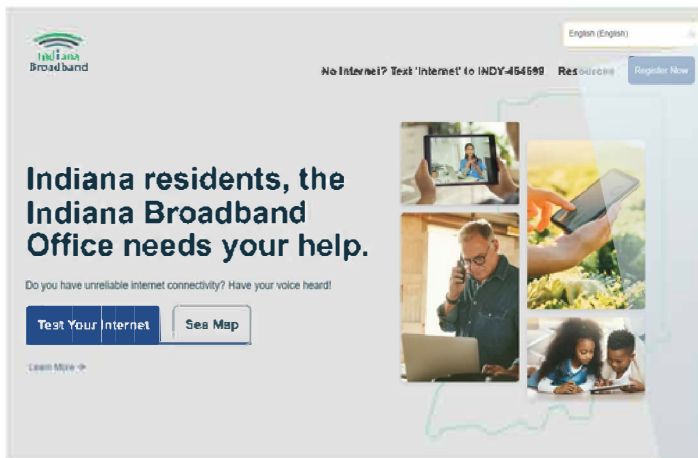 English (English)
Indiana
Broadband
No Internet? Text 'Internet' to INDY-454599
Resources
Register Now
Indiana residents, the
Indiana Broadband
Office needs your help.
Do you have unreliable internet connectivity? Have your voice heard!
Test Your Internet
See Map
Learn More →